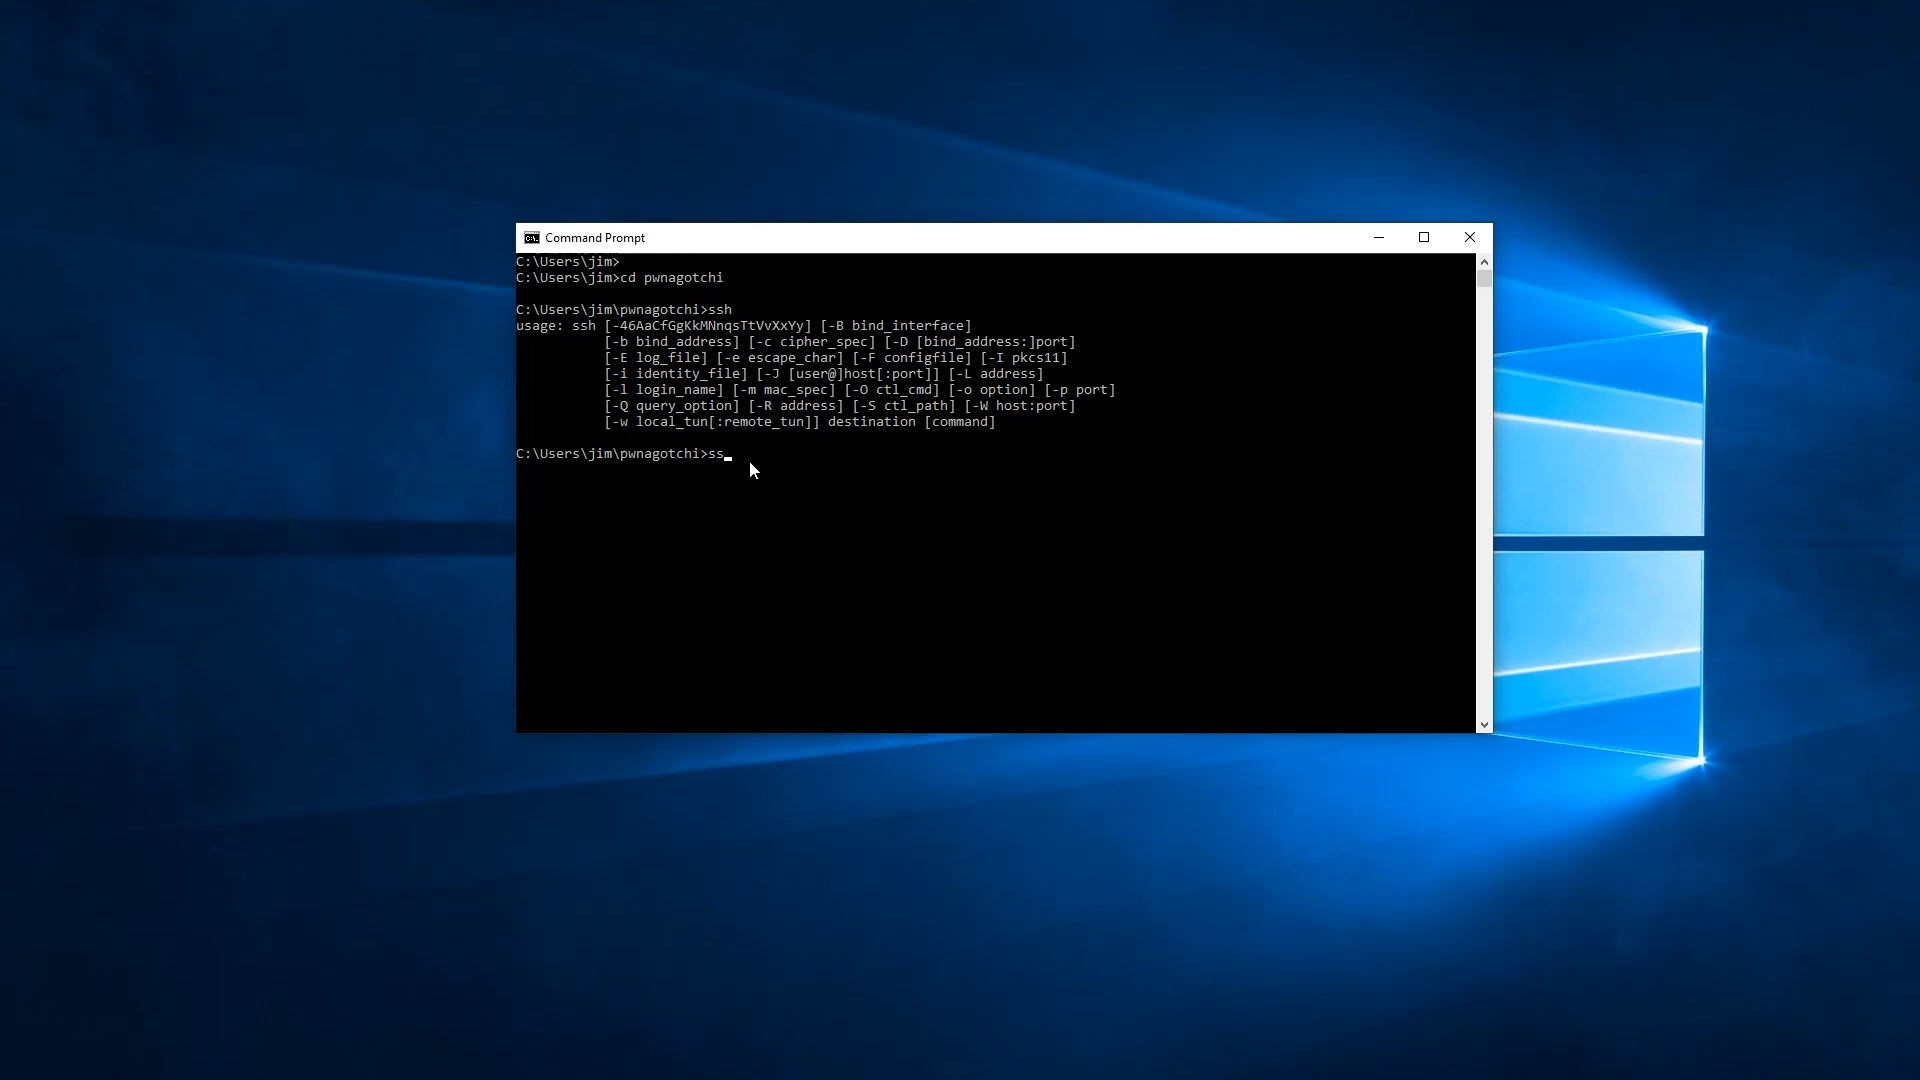 Command Prompt
C:\Users\jim>
C:\Users\jim>cd pwnagotchi
C:\Users\jim\pwnagotchi>ssh
usage: ssh [-46AaCfGgKkMNnqsTtVvXxYy] [-B bind_interface]
[-b bind_address] [-c cipher_spec] [-D [bind_address:]port]
[-E log_file] [-e escape_char] [-F configfile] [-I pkcs11]
[-i identity_file] [-J [user@]host[:port]] [-L address]
[-l login_name] [-m mac_spec] [-O ctl_cmd] [-o option] [-p port]
[-Q query_option] [-R address] [-S ctl_path] [-W host:port]
[-w local_tun[:remote_tun]] destination [command]
C:\Users\jim\pwnagotchi>ss